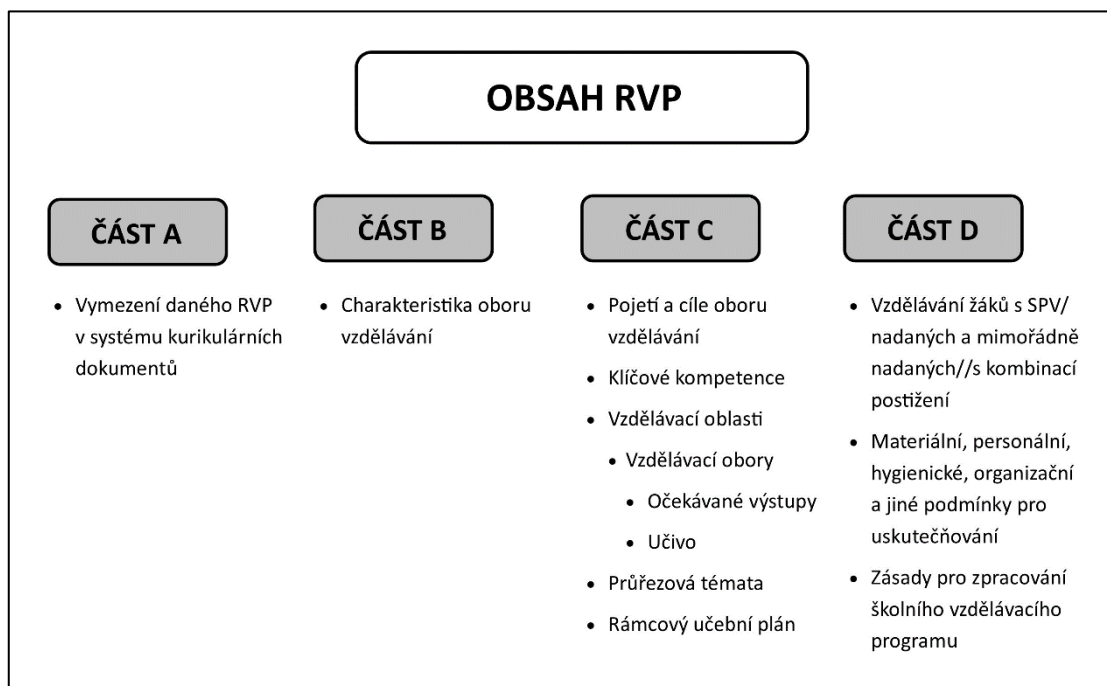 OBSAH RVP
ČÁST A
• Vymezení daného RVP
v systému kurikulárních
dokumentů
ČÁST B
• Charakteristika oboru
vzdělávání
ČÁST C
• Pojetí a cíle oboru
vzdělávání
• Klíčové kompetence
• Vzdělávací oblasti
• Vzdělávací obory
• Očekávané výstupy
• Učivo
• Průřezová témata
• Rámcový učební plán
ČÁST D
• Vzdělávání žáků s SPV/
nadaných a mimořádně
nadaných//s kombinací
postižení
• Materiální, personální,
hygienické, organizační
a jiné podmínky pro
uskutečňování
• Zásady pro zpracování
školního vzdělávacího
programu